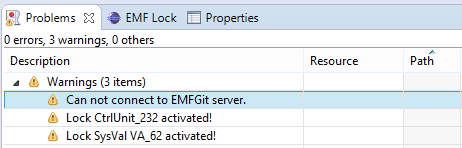 Problems EMF Lock Properties
0 errors, 3 warnings, 0 others
Description Resource Path
Warnings (3 items)
Can not connect to EMFGit server.
Lock CtrlUnit_232 activated!
Lock SysVal VA_62 activated!